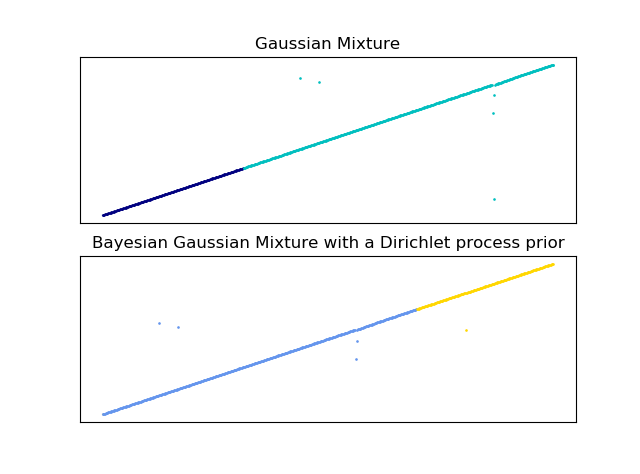 Gaussian Mixture
Bayesian Gaussian Mixture with a Dirichlet process prior